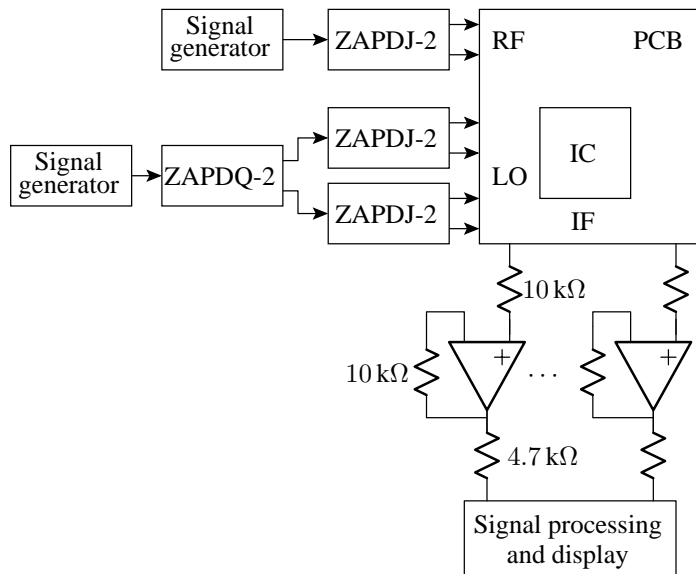 Signal
generator
ZAPDJ-2
RF
PCB
Signal
generator
ZAPDQ-2
ZAPDJ-2
ZAPDJ-2
LO
IC
IF
10 kΩ
10 kΩ
+
· · ·
+
4.7 kΩ
Signal processing
and display